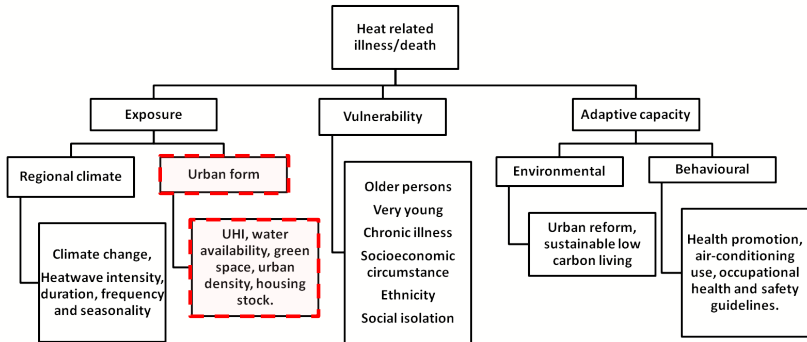 Heat related
illness/death
Exposure
Vulnerability
Adaptive capacity
Regional climate
Urban form
Environmental
Behavioural
Climate change,
Heatwave intensity,
duration, frequency
and seasonality
UHI, water
availability, green
space, urban
density, housing
stock.
Older persons
Very young
Chronic illness
Socioeconomic
circumstance
Ethnicity
Social isolation
Urban reform,
sustainable low
carbon living
Health promotion,
air-conditioning
use, occupational
health and safety
guidelines.